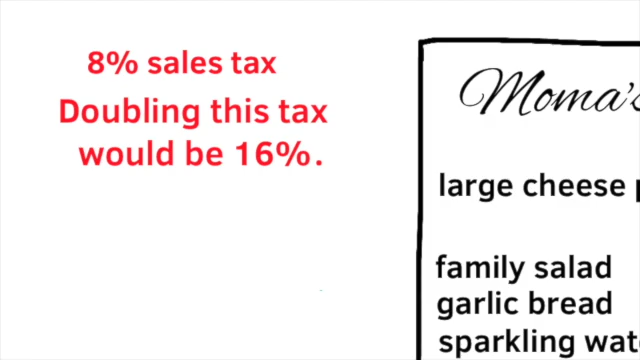 8% sales tax
Doubling this tax
would be 16%.
Moma's
large cheese
family salad
garlic bread
sparkling